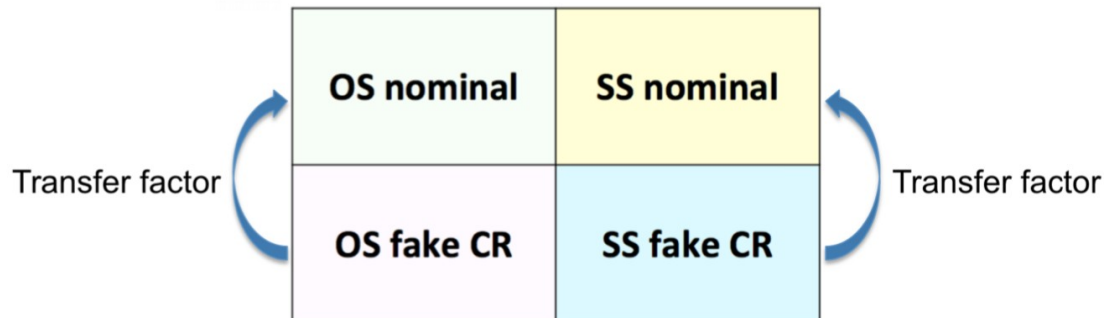 OS nominal
SS nominal
Transfer factor
Transfer factor
OS fake CR
SS fake CR